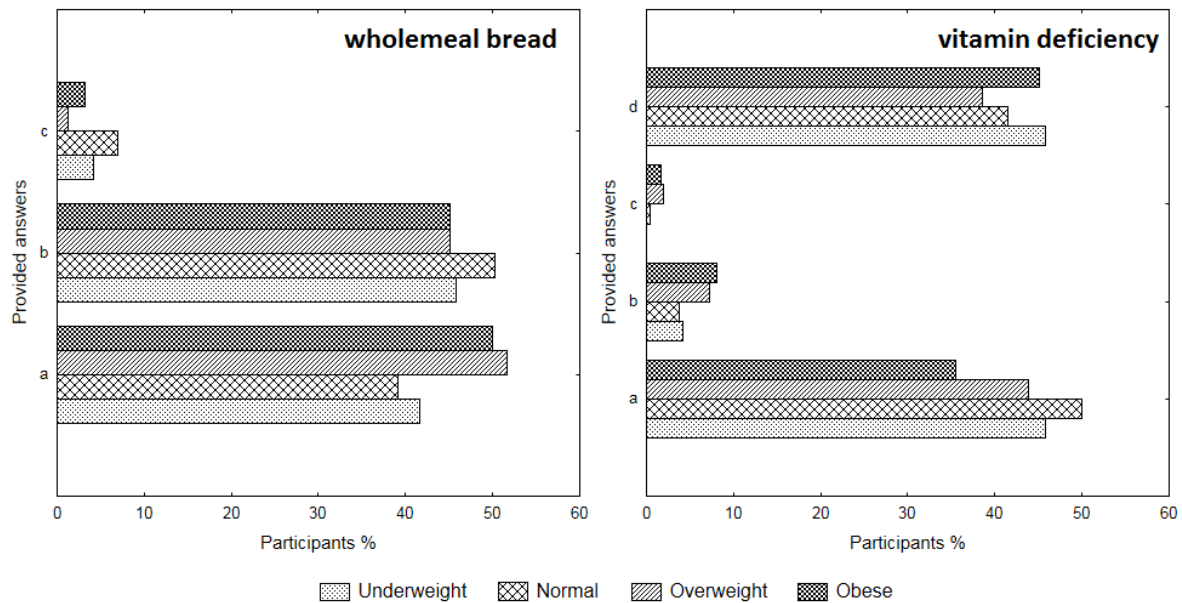 wholemeal bread
Provided answers
c
b
a
0 10 20 30 40 50 60
Participants %
vitamin deficiency
Provided answers
d
c
b
a
0 10 20 30 40 50 60
Participants %
Underweight Normal Overweight Obese